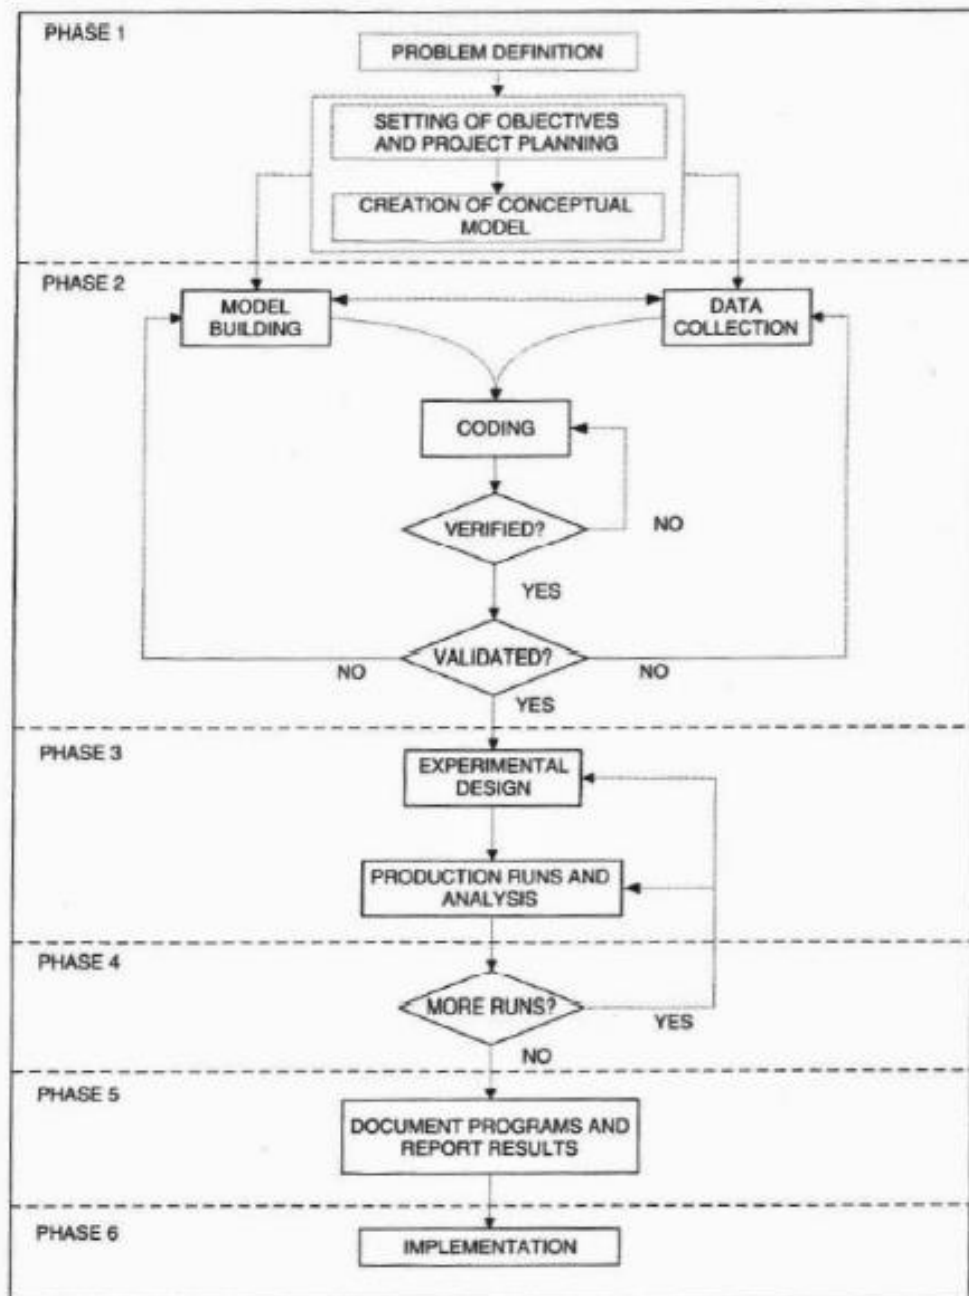 PHASE 1
PROBLEM DEFINITION
SETTING OF OBJECTIVES
AND PROJECT PLANNING
CREATION OF CONCEPTUAL
MODEL
PHASE 2
MODEL
BUILDING
DATA
COLLECTION
CODING
VERIFIED?
NO
YES
VALIDATED?
NO
NO
YES
PHASE 3
EXPERIMENTAL
DESIGN
PRODUCTION RUNS AND
ANALYSIS
PHASE 4
MORE RUNS?
YES
NO
PHASE 5
DOCUMENT PROGRAMS AND
REPORT RESULTS
PHASE 6
IMPLEMENTATION